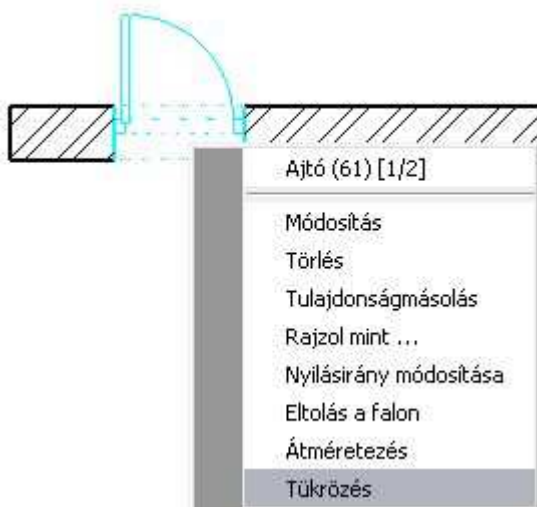 Ajtó (61) [1/2]
Módosítás
Törlés
Tulajdonságmásolás
Rajzol mint ...
Nyílásirány módosítása
Eltolás a falon
Átméretezés
Tükrözés